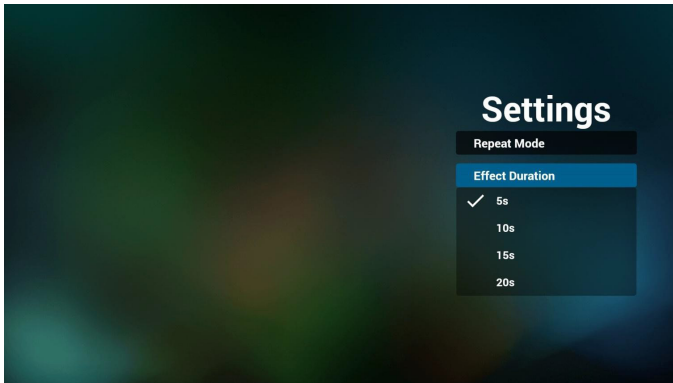 Settings
Repeat Mode
Effect Duration
5s
10s
15s
20s